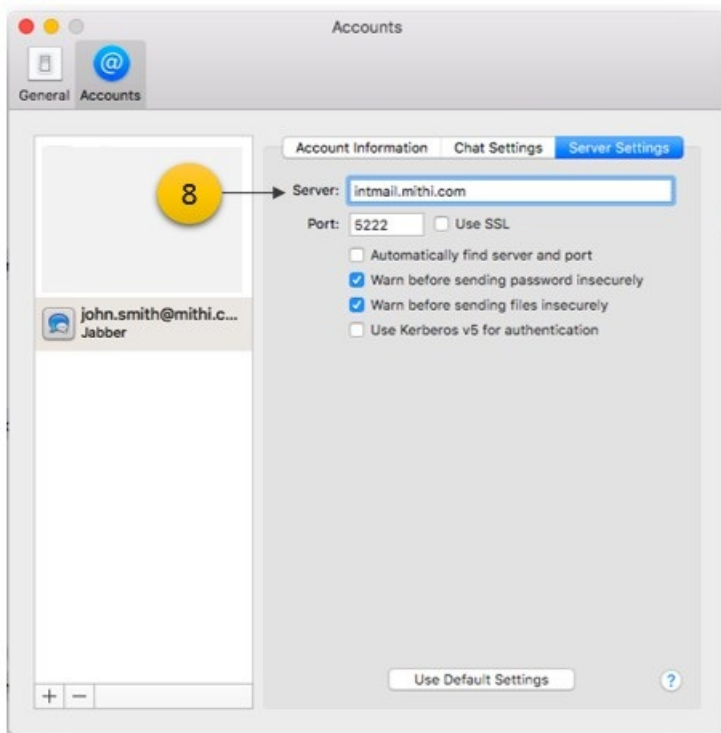 Accounts
General Accounts
Account Information Chat Settings Server Settings
8
Server: intmail.mithi.com
Port: 5222 Use SSL
Automatically find server and port
Warn before sending password insecurely
Warn before sending files insecurely
Use Kerberos v5 for authentication
john.smith@mithi.c...
Jabber
Use Default Settings ?
+ −